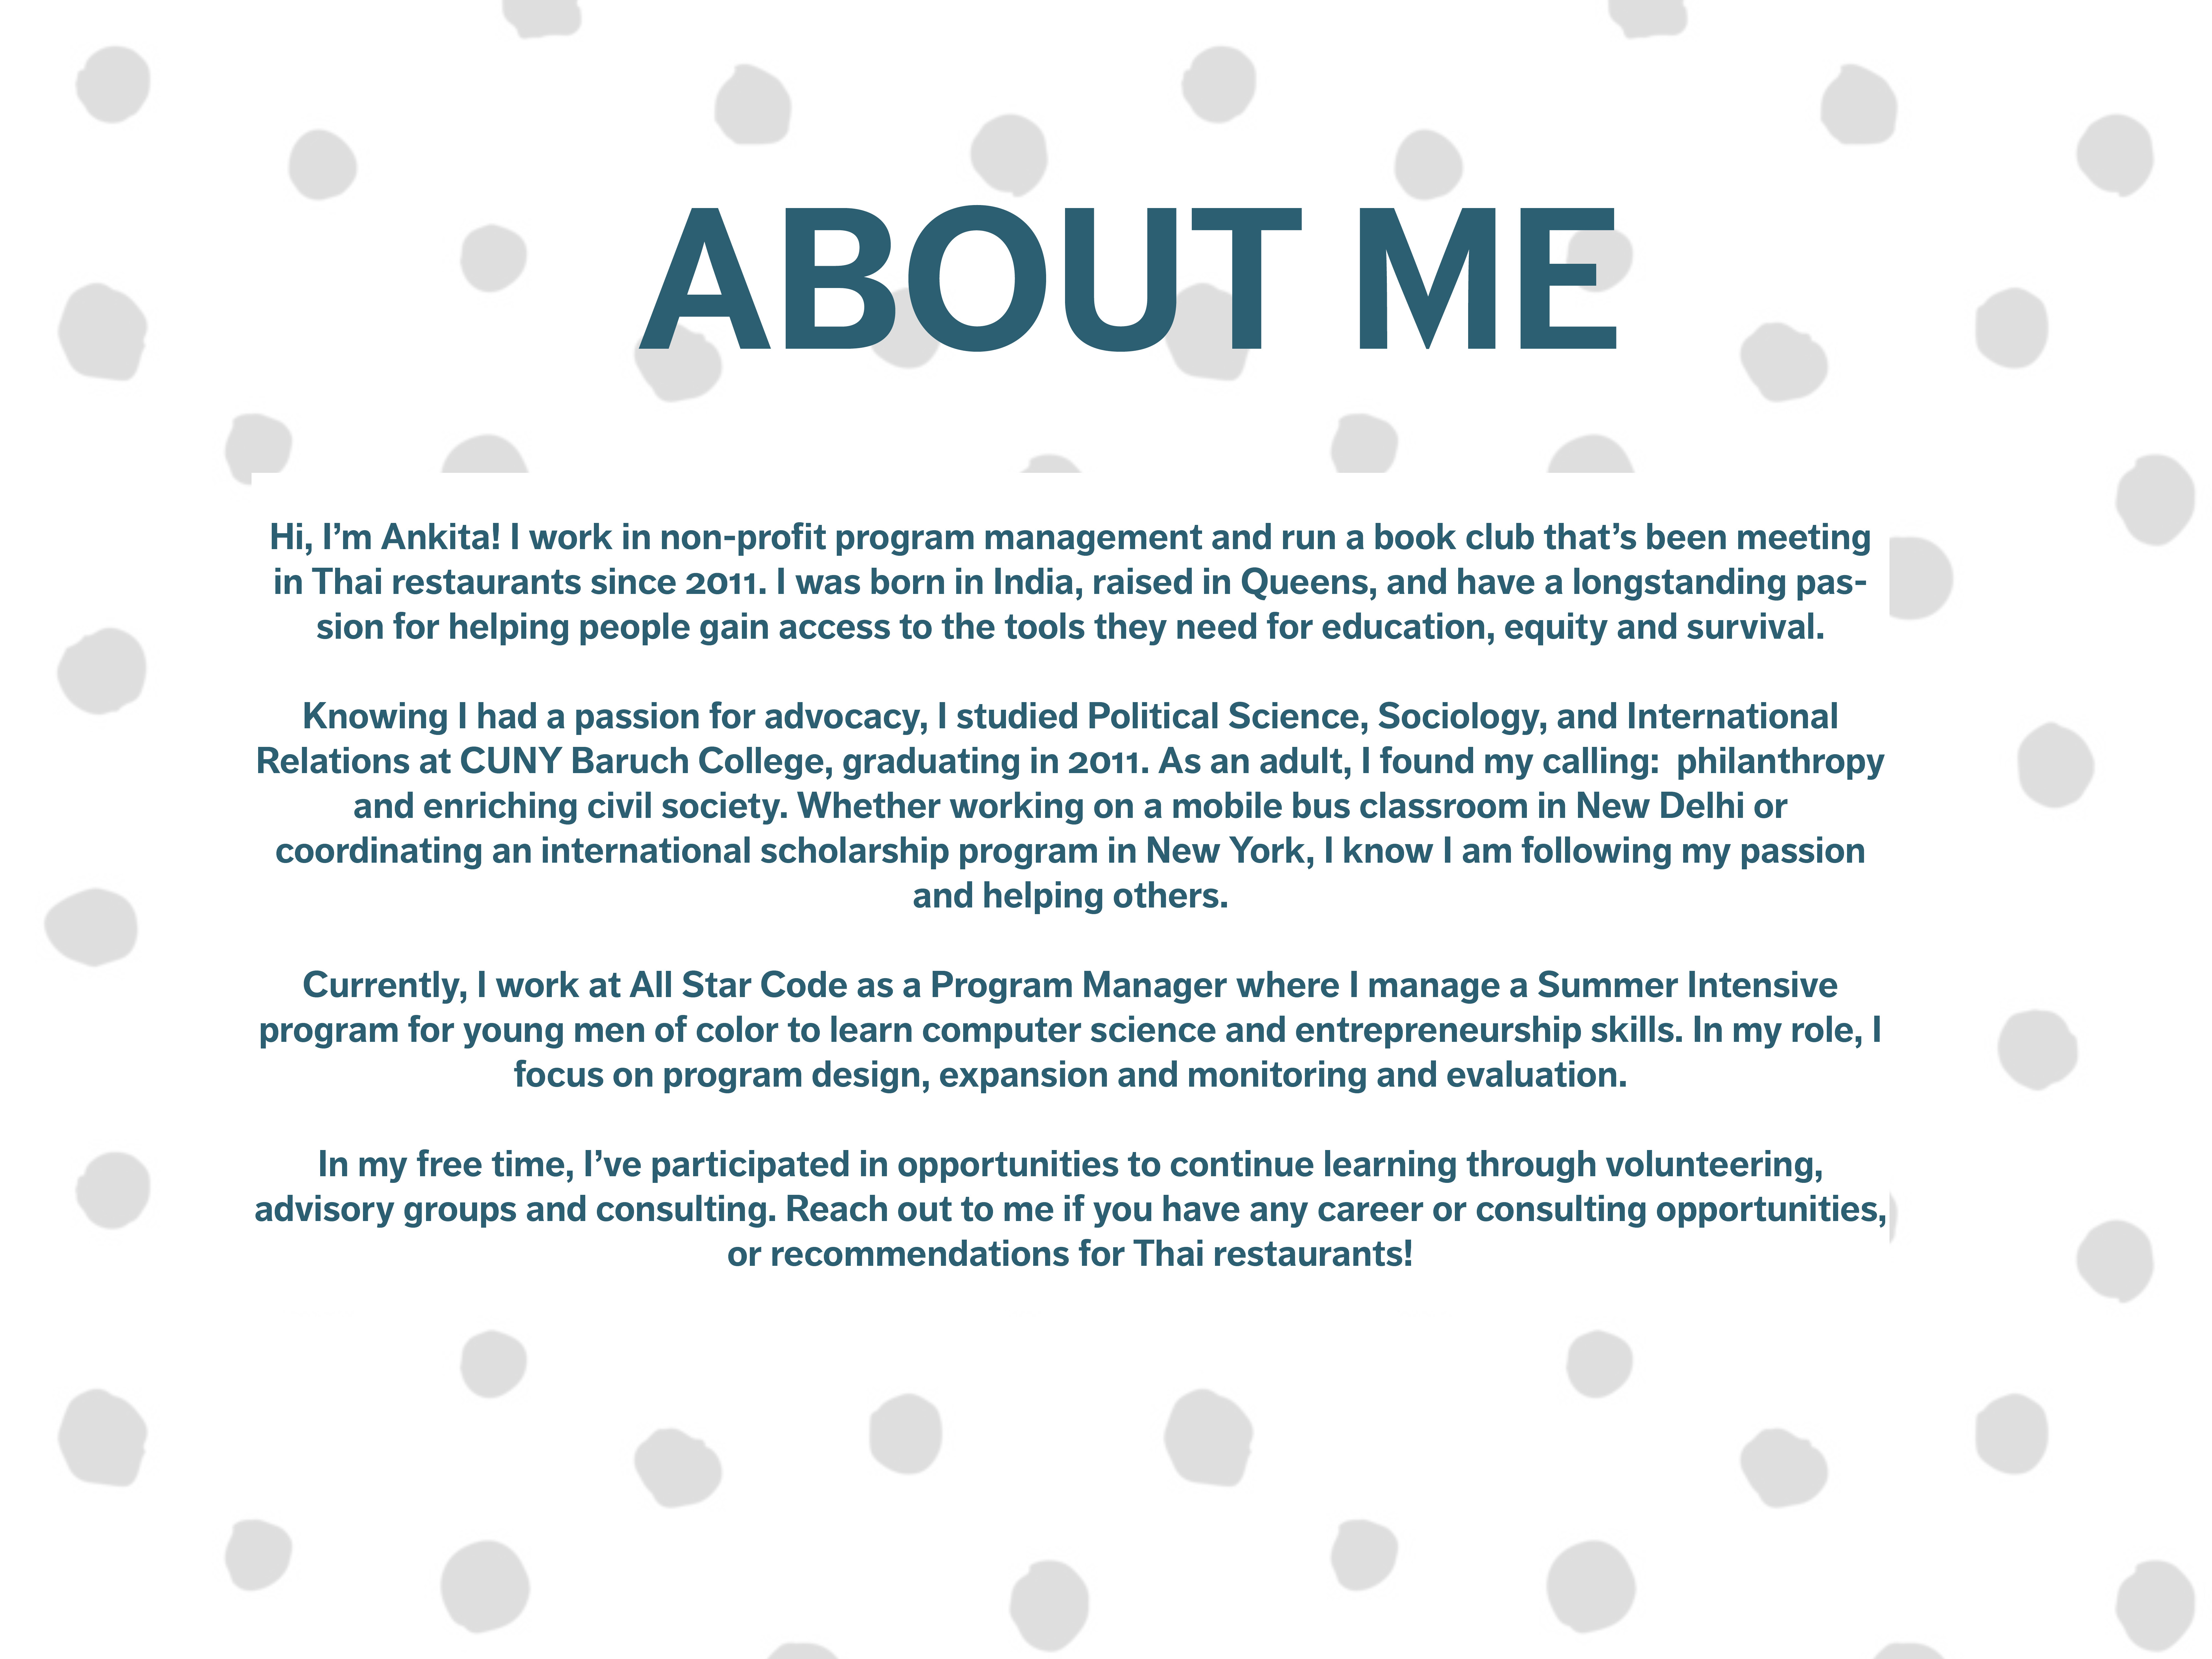 ABOUT ME
Hi, I’m Ankita! I work in non-profit program management and run a book club that’s been meeting
in Thai restaurants since 2011. I was born in India, raised in Queens, and have a longstanding pas-
sion for helping people gain access to the tools they need for education, equity and survival.
Knowing I had a passion for advocacy, I studied Political Science, Sociology, and International
Relations at CUNY Baruch College, graduating in 2011. As an adult, I found my calling:  philanthropy
and enriching civil society. Whether working on a mobile bus classroom in New Delhi or
coordinating an international scholarship program in New York, I know I am following my passion
and helping others.
Currently, I work at All Star Code as a Program Manager where I manage a Summer Intensive
program for young men of color to learn computer science and entrepreneurship skills. In my role, I
focus on program design, expansion and monitoring and evaluation.
In my free time, I’ve participated in opportunities to continue learning through volunteering,
advisory groups and consulting. Reach out to me if you have any career or consulting opportunities,
or recommendations for Thai restaurants!